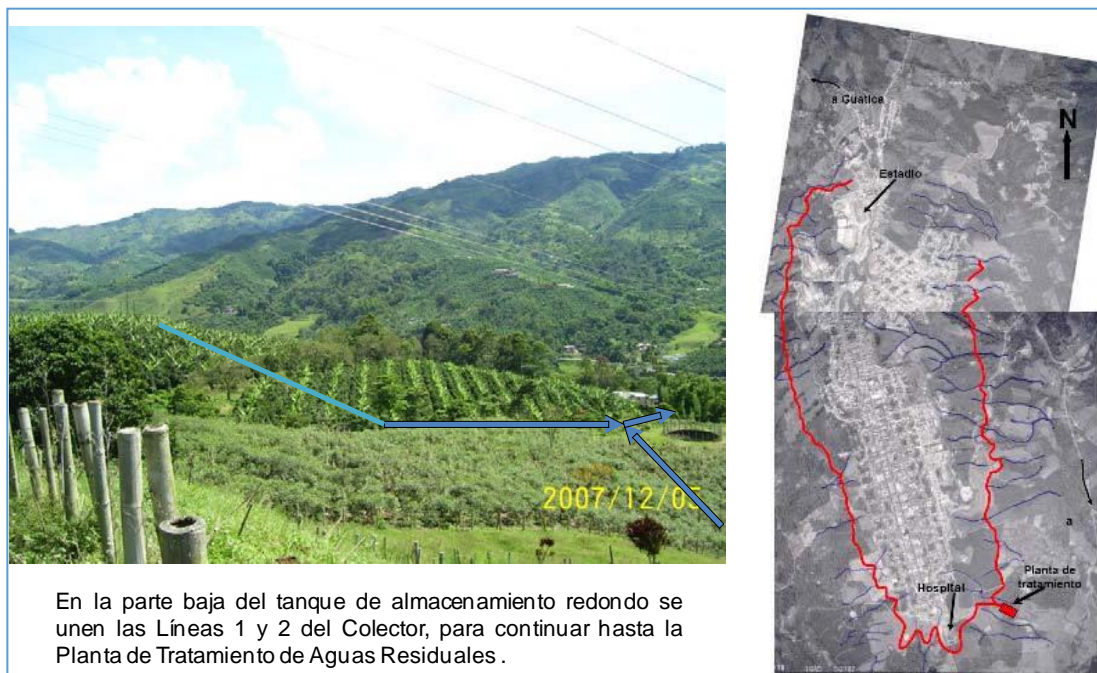 a Guatica
N
Estadio
2007/12/05
a
Planta de
tratamiento
Hospital
En la parte baja del tanque de almacenamiento redondo se
unen las Líneas 1 y 2 del Colector, para continuar hasta la
Planta de Tratamiento de Aguas Residuales .